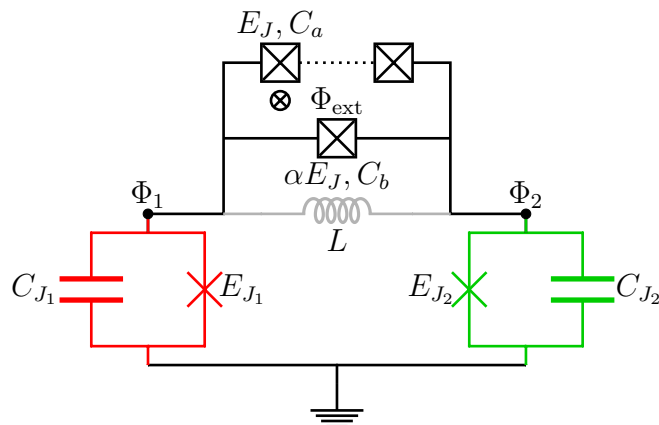 E_J, C_a
Φ_ext
αE_J, C_b
Φ_1
Φ_2
L
C_{J_1}
E_{J_1}
E_{J_2}
C_{J_2}